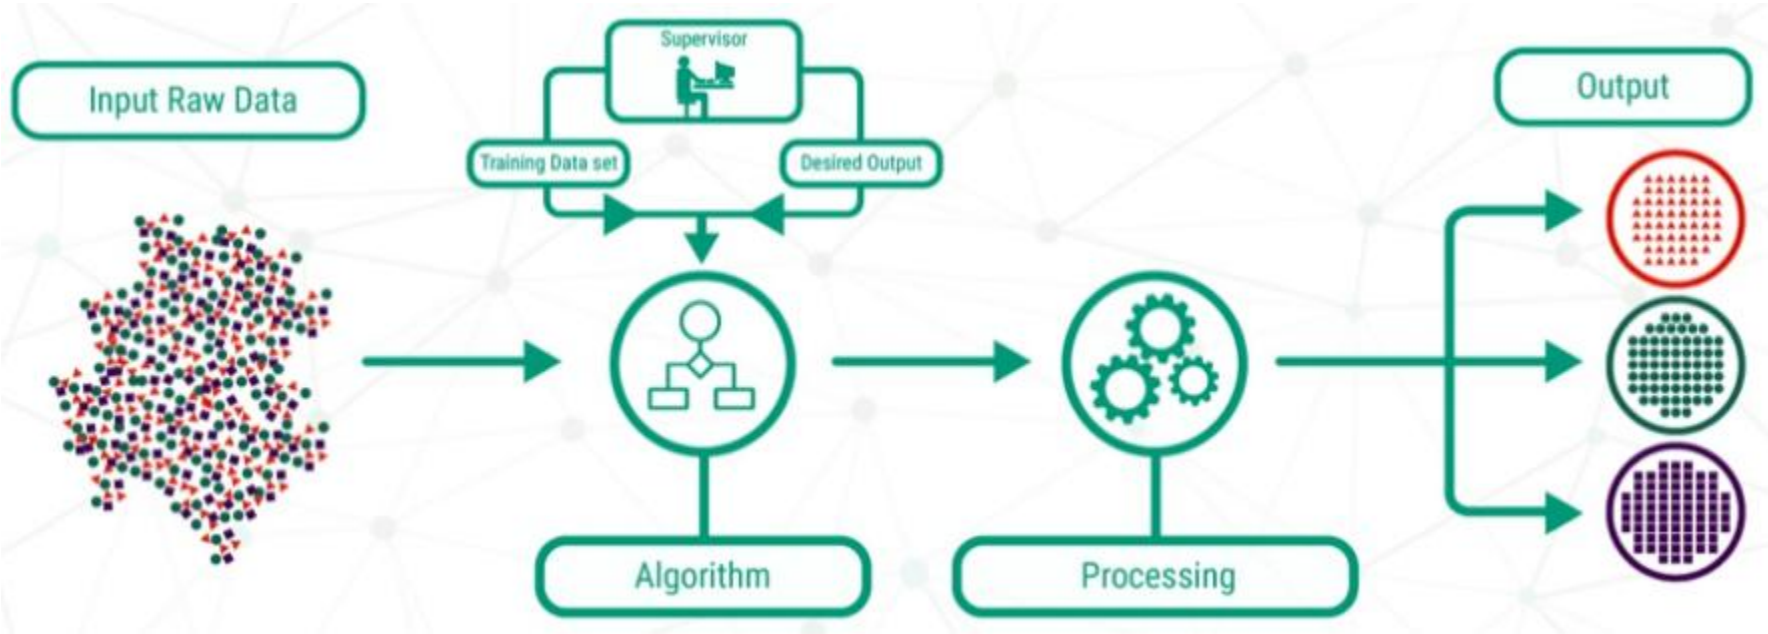 Input Raw Data
Supervisor
Training Data set
Desired Output
Algorithm
Processing
Output